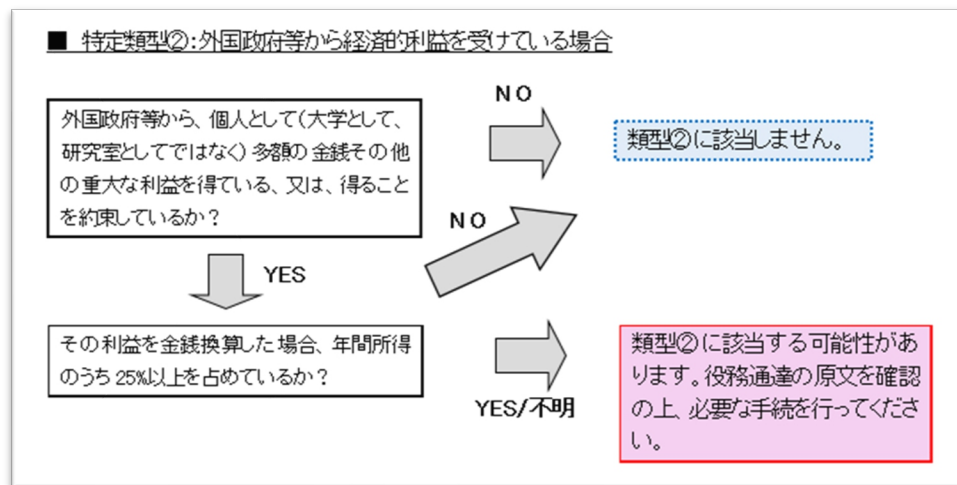 ■ 特定類型②:外国政府等から経済的利益を受けている場合
外国政府等から、個人として(大学として、
研究室としてではなく)多額の金銭その他
の重大な利益を得ている、又は、得ること
を約束しているか?
NO
類型②に該当しません。
NO
YES
その利益を金銭換算した場合、年間所得
のうち25%以上を占めているか?
YES/不明
類型②に該当する可能性があ
ります。役務通達の原文を確認
の上、必要な手続を行ってくださ
い。